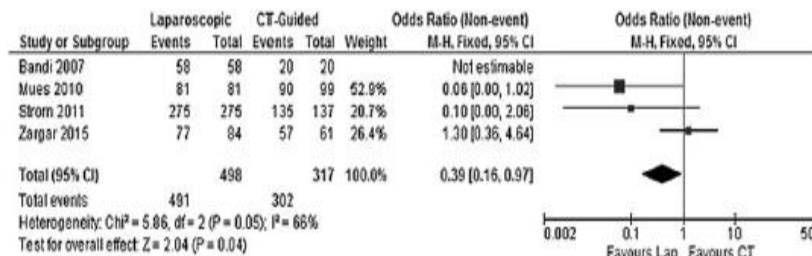 Laparoscopic CT-Guided Odds Ratio (Non-event) Odds Ratio (Non-event)
Study or Subgroup Events Total Events Total Weight M-H, Fixed, 95% CI M-H, Fixed, 95% CI
Bandi 2007 58 58 20 20 Not estimable
Mues 2010 81 81 90 99 52.9% 0.06 [0.00, 1.02]
Strom 2011 275 275 135 137 20.7% 0.10 [0.00, 2.06]
Zargar 2015 77 84 57 61 26.4% 1.30 [0.36, 4.64]
Total (95% CI) 498 317 100.0% 0.39 [0.16, 0.97]
Total events 491 302
Heterogeneity: Chi² = 5.86, df = 2 (P = 0.05); I² = 66%
Test for overall effect: Z = 2.04 (P = 0.04)
0.002 0.1 1 10
Favours Lap Favours CT